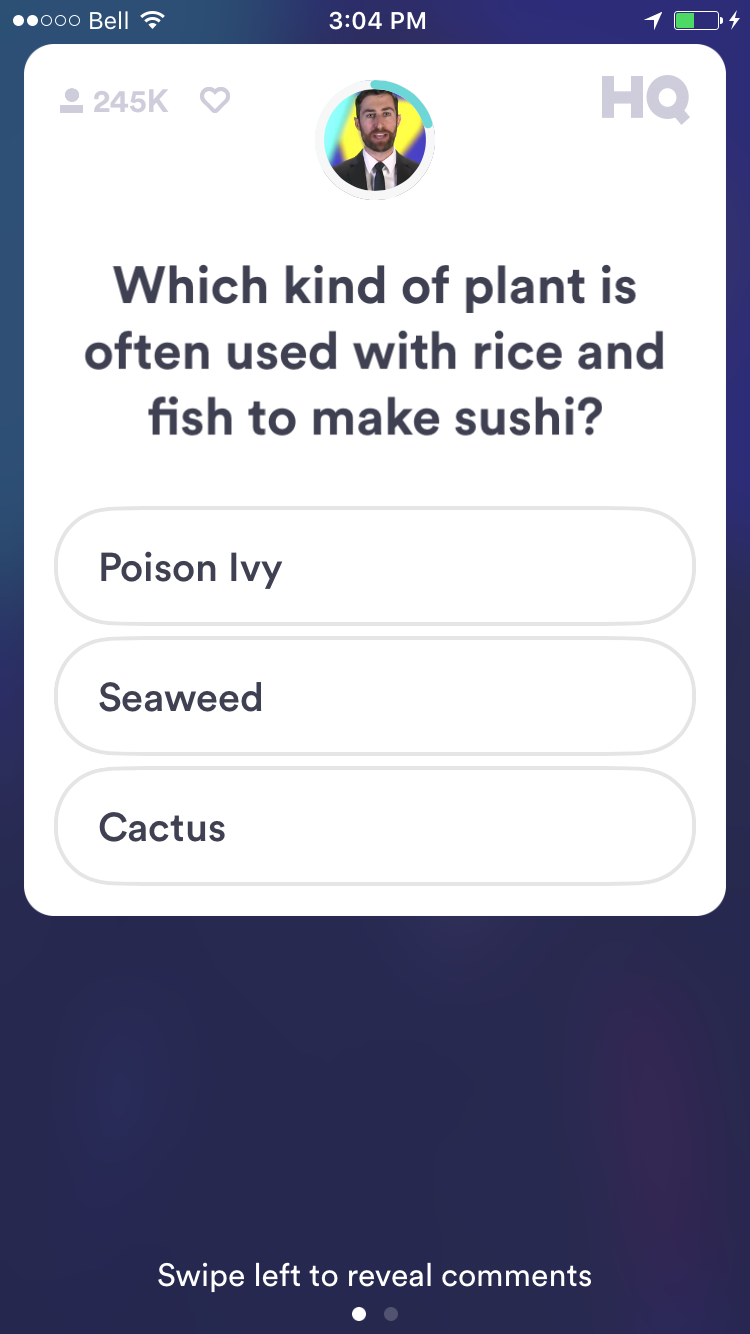 Bell 3:04 PM
245K HQ
Which kind of plant is
often used with rice and
fish to make sushi?
Poison Ivy
Seaweed
Cactus
Swipe left to reveal comments